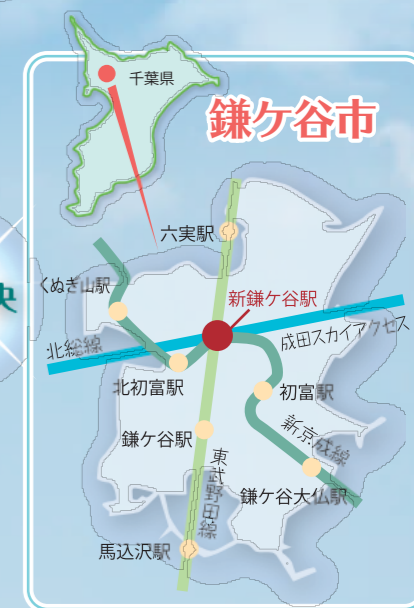 千葉県
鎌ケ谷市
六実駅
くぬぎ山駅
新鎌ケ谷駅
成田スカイアクセス
北総線
北初富駅
初富駅
鎌ケ谷駅
新京成線
東武野田線
鎌ケ谷大仏駅
馬込沢駅
央